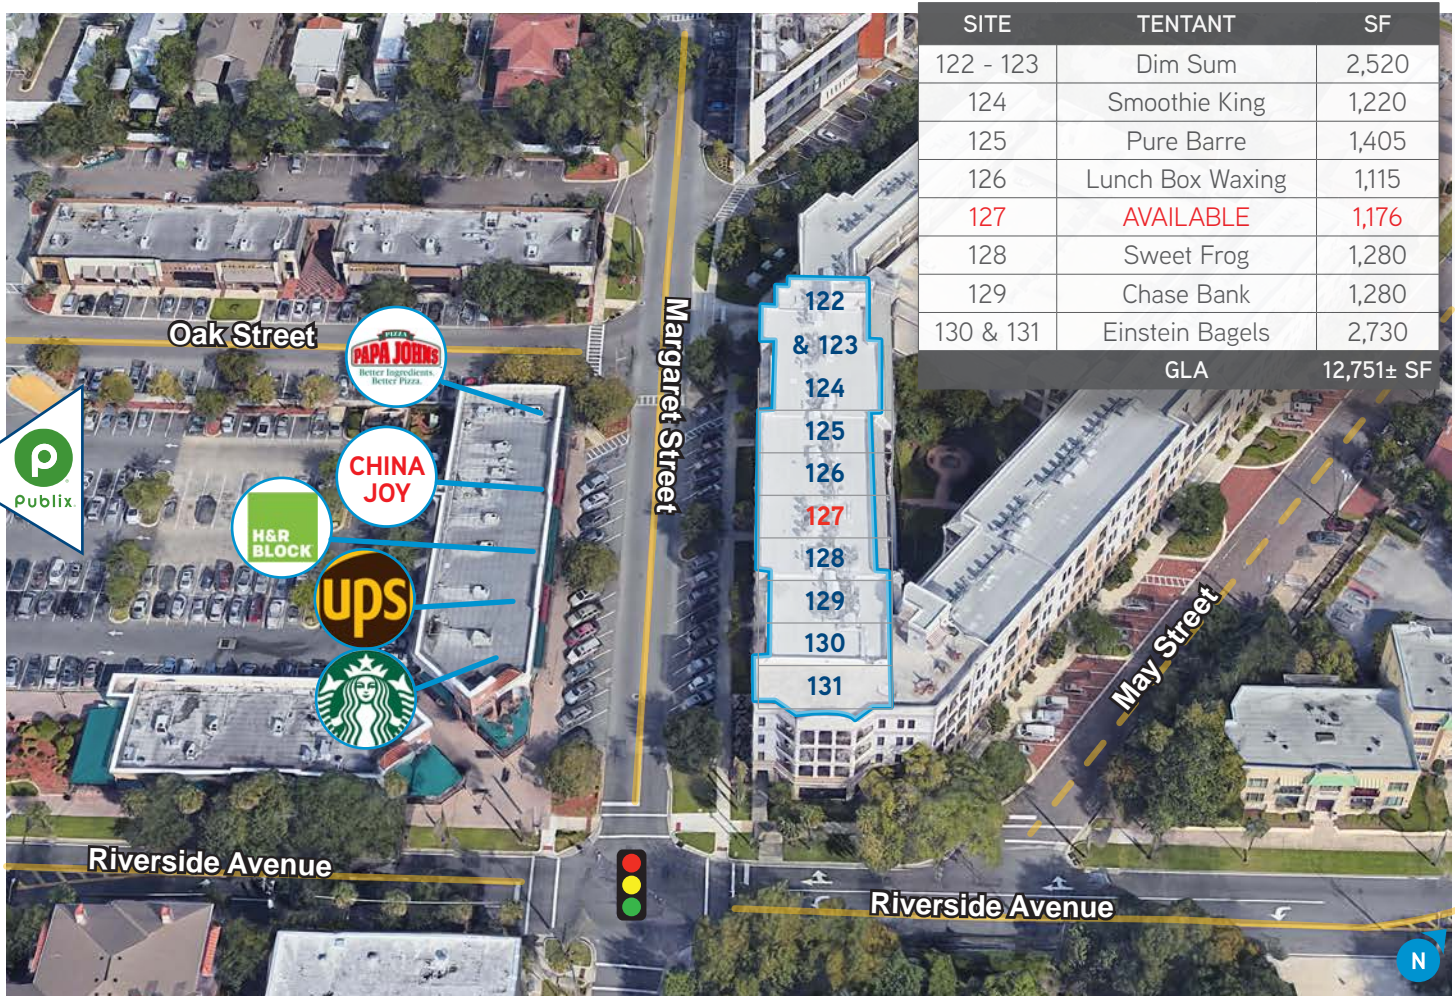 SITE TENTANT SF
122 - 123 Dim Sum 2,520
124 Smoothie King 1,220
125 Pure Barre 1,405
126 Lunch Box Waxing 1,115
127 AVAILABLE 1,176
128 Sweet Frog 1,280
129 Chase Bank 1,280
130 & 131 Einstein Bagels 2,730
GLA 12,751± SF
122
& 123
124
125
126
127
128
129
130
131
Oak Street
Margaret Street
May Street
PIZZA
PAPA JOHNS
Better Ingredients.
Better Pizza.
CHINA
JOY
H&R
BLOCK
ups
Publix
Riverside Avenue
Riverside Avenue
N